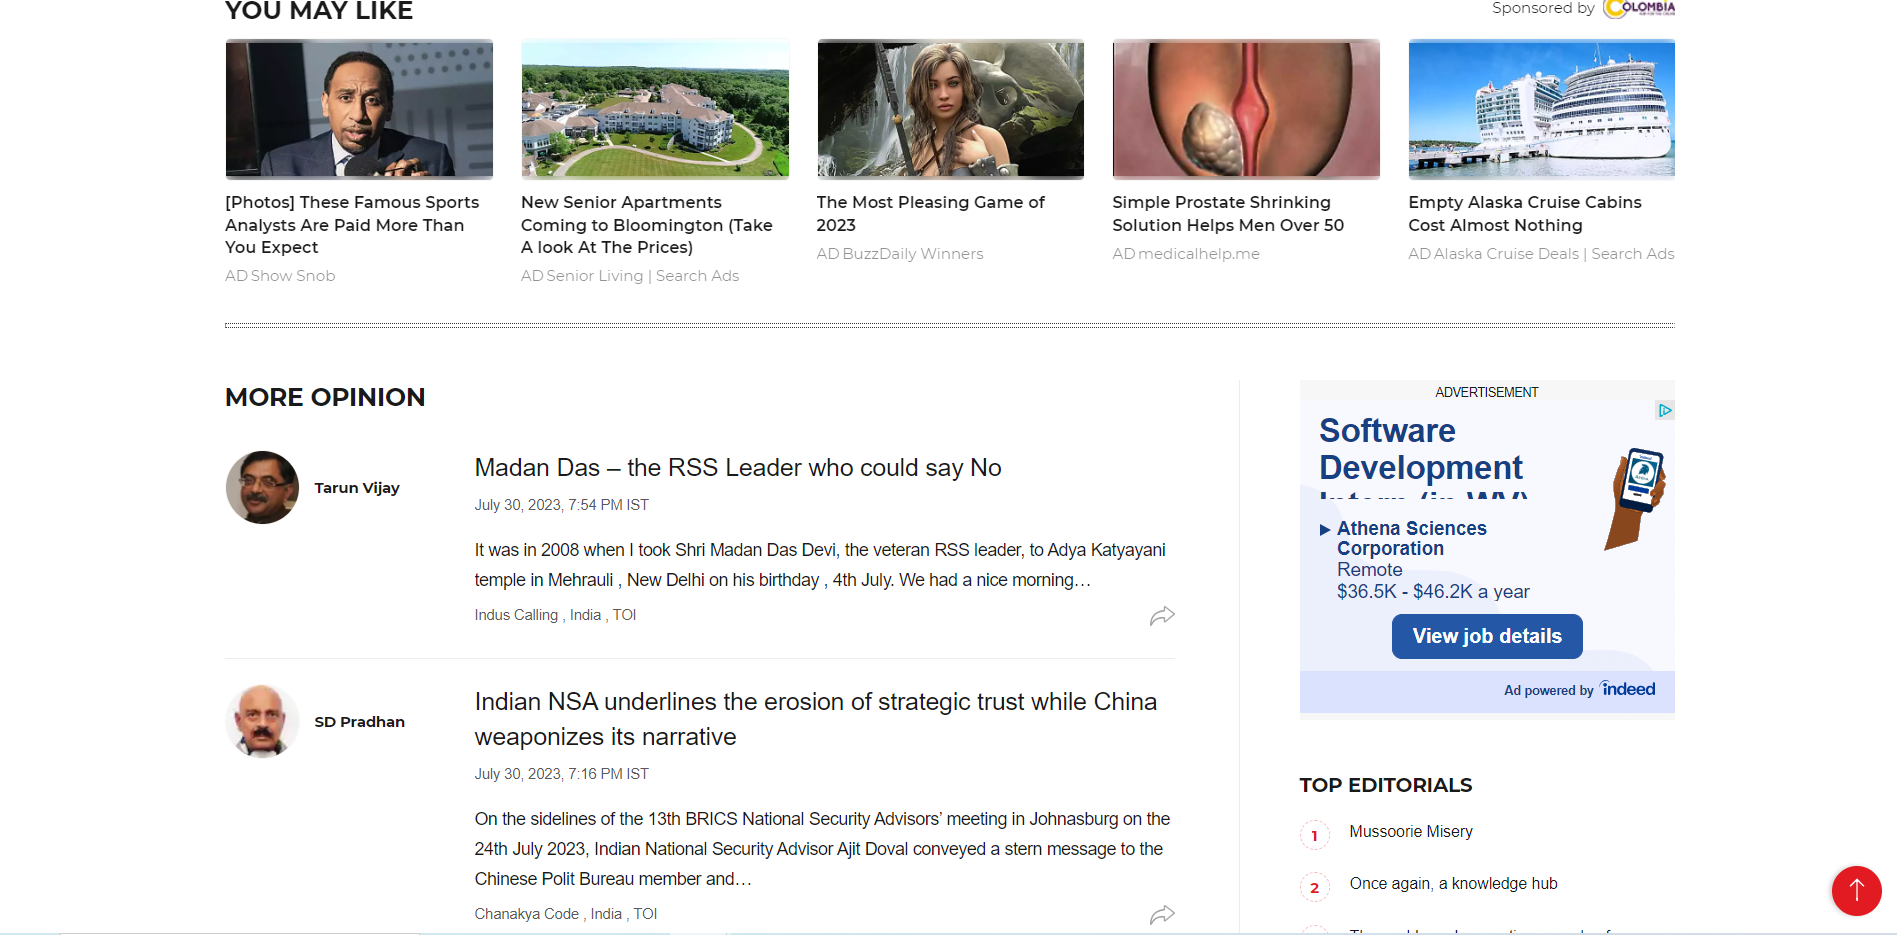 YOU MAY LIKE
Sponsored by COLOMBIA
[Photos] These Famous Sports
Analysts Are Paid More Than
You Expect
AD Show Snob
New Senior Apartments
Coming to Bloomington (Take
A look At The Prices)
AD Senior Living | Search Ads
The Most Pleasing Game of
2023
AD BuzzDaily Winners
Simple Prostate Shrinking
Solution Helps Men Over 50
AD medicalhelp.me
Empty Alaska Cruise Cabins
Cost Almost Nothing
AD Alaska Cruise Deals | Search Ads
MORE OPINION
Tarun Vijay
Madan Das – the RSS Leader who could say No
July 30, 2023, 7:54 PM IST
It was in 2008 when I took Shri Madan Das Devi, the veteran RSS leader, to Adya Katyayani
temple in Mehrauli , New Delhi on his birthday , 4th July. We had a nice morning…
Indus Calling , India , TOI
SD Pradhan
Indian NSA underlines the erosion of strategic trust while China
weaponizes its narrative
July 30, 2023, 7:16 PM IST
On the sidelines of the 13th BRICS National Security Advisors’ meeting in Johnasburg on the
24th July 2023, Indian National Security Advisor Ajit Doval conveyed a stern message to the
Chinese Polit Bureau member and…
Chanakya Code , India , TOI
ADVERTISEMENT
Software
Development
Intern (in WV)
Athena Sciences
Corporation
Remote
$36.5K - $46.2K a year
View job details
Ad powered by indeed
TOP EDITORIALS
1 Mussoorie Misery
2 Once again, a knowledge hub